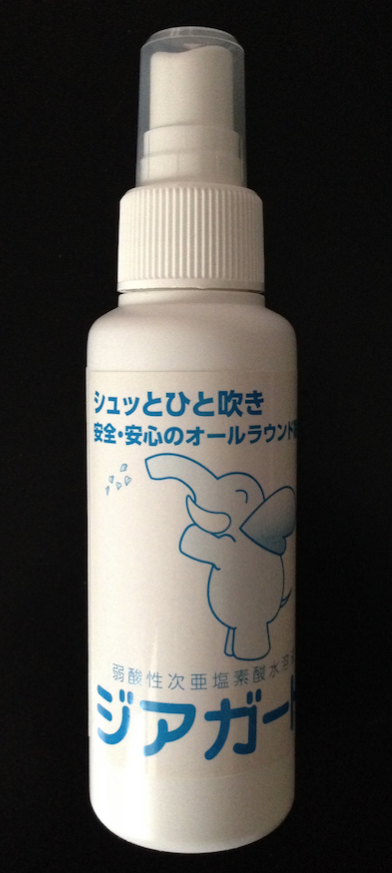 シュッとひと吹き
安全・安心のオールラウンド
弱酸性次亜塩素酸水溶
ジアガード